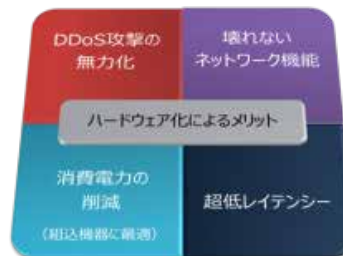 DDoS攻撃の
無力化
壊れない
ネットワーク機能
ハードウェア化によるメリット
消費電力の
削減
(組込機器に最適)
超低レイテンシー